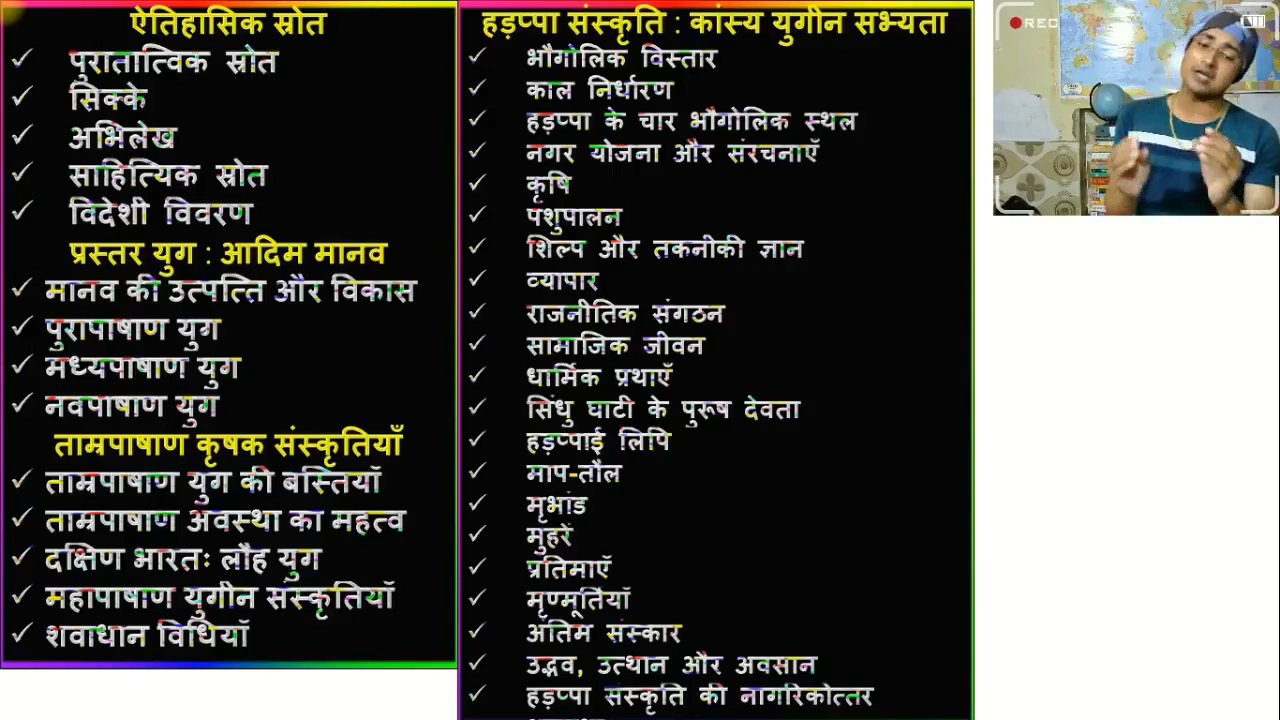 ऐतिहासिक स्रोत
पुरातात्विक स्रोत
सिक्के
अभिलेख
साहित्यिक स्रोत
विदेशी विवरण
प्रस्तर युग : आदिम मानव
मानव की उत्पत्ति और विकास
पुरापाषाण युग
मध्यपाषाण युग
नवपाषाण युग
ताम्रपाषाण कृषक संस्कृतियाँ
ताम्रपाषाण युग की बस्तियाँ
ताम्रपाषाण अवस्था का महत्व
दक्षिण भारतः लौह युग
महापाषाण युगीन संस्कृतियाँ
शवाधान विधियाँ
हड़प्पा संस्कृति : कांस्य युगीन सभ्यता
भौगोलिक विस्तार
काल निर्धारण
हड़प्पा के चार भौगोलिक स्थल
नगर योजना और संरचनाएँ
कृषि
पशुपालन
शिल्प और तकनीकी ज्ञान
व्यापार
राजनीतिक संगठन
सामाजिक जीवन
धार्मिक प्रथाएँ
सिंधु घाटी के पुरूष देवता
हड़प्पाई लिपि
माप-तौल
मृभांड
मुहरें
प्रतिमाएँ
मृण्मूर्तियाँ
अंतिम संस्कार
उद्भव, उत्थान और अवसान
हड़प्पा संस्कृति की नागरिकोत्तर
REC